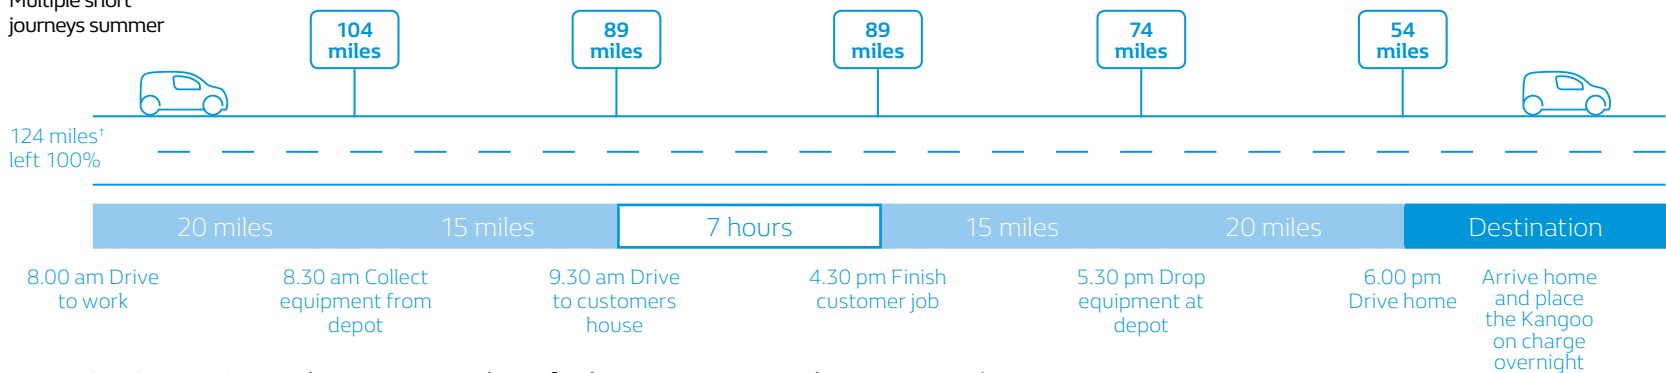 Multiple short
journeys summer
104
miles
89
miles
89
miles
74
miles
54
miles
124 miles†
left 100%
20 miles
15 miles
7 hours
15 miles
20 miles
Destination
8.00 am Drive
to work
8.30 am Collect
equipment from
depot
9.30 am Drive
to customers
house
4.30 pm Finish
customer job
5.30 pm Drop
equipment at
depot
6.00 pm
Drive home
Arrive home
and place
the Kangoo
on charge
overnight